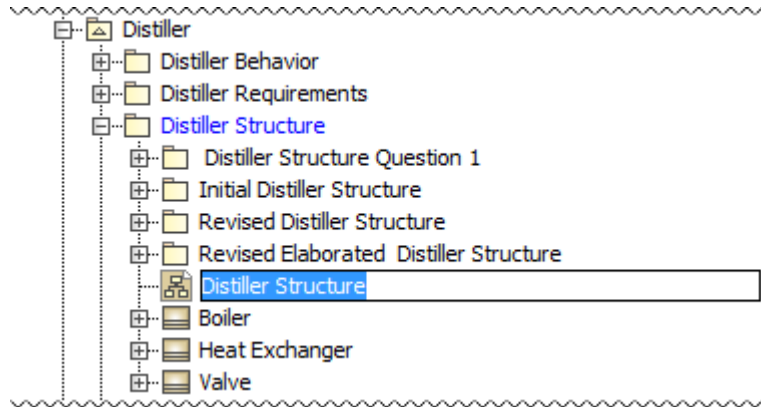 Distiller
Distiller Behavior
Distiller Requirements
Distiller Structure
Distiller Structure Question 1
Initial Distiller Structure
Revised Distiller Structure
Revised Elaborated  Distiller Structure
Distiller Structure
Boiler
Heat Exchanger
Valve